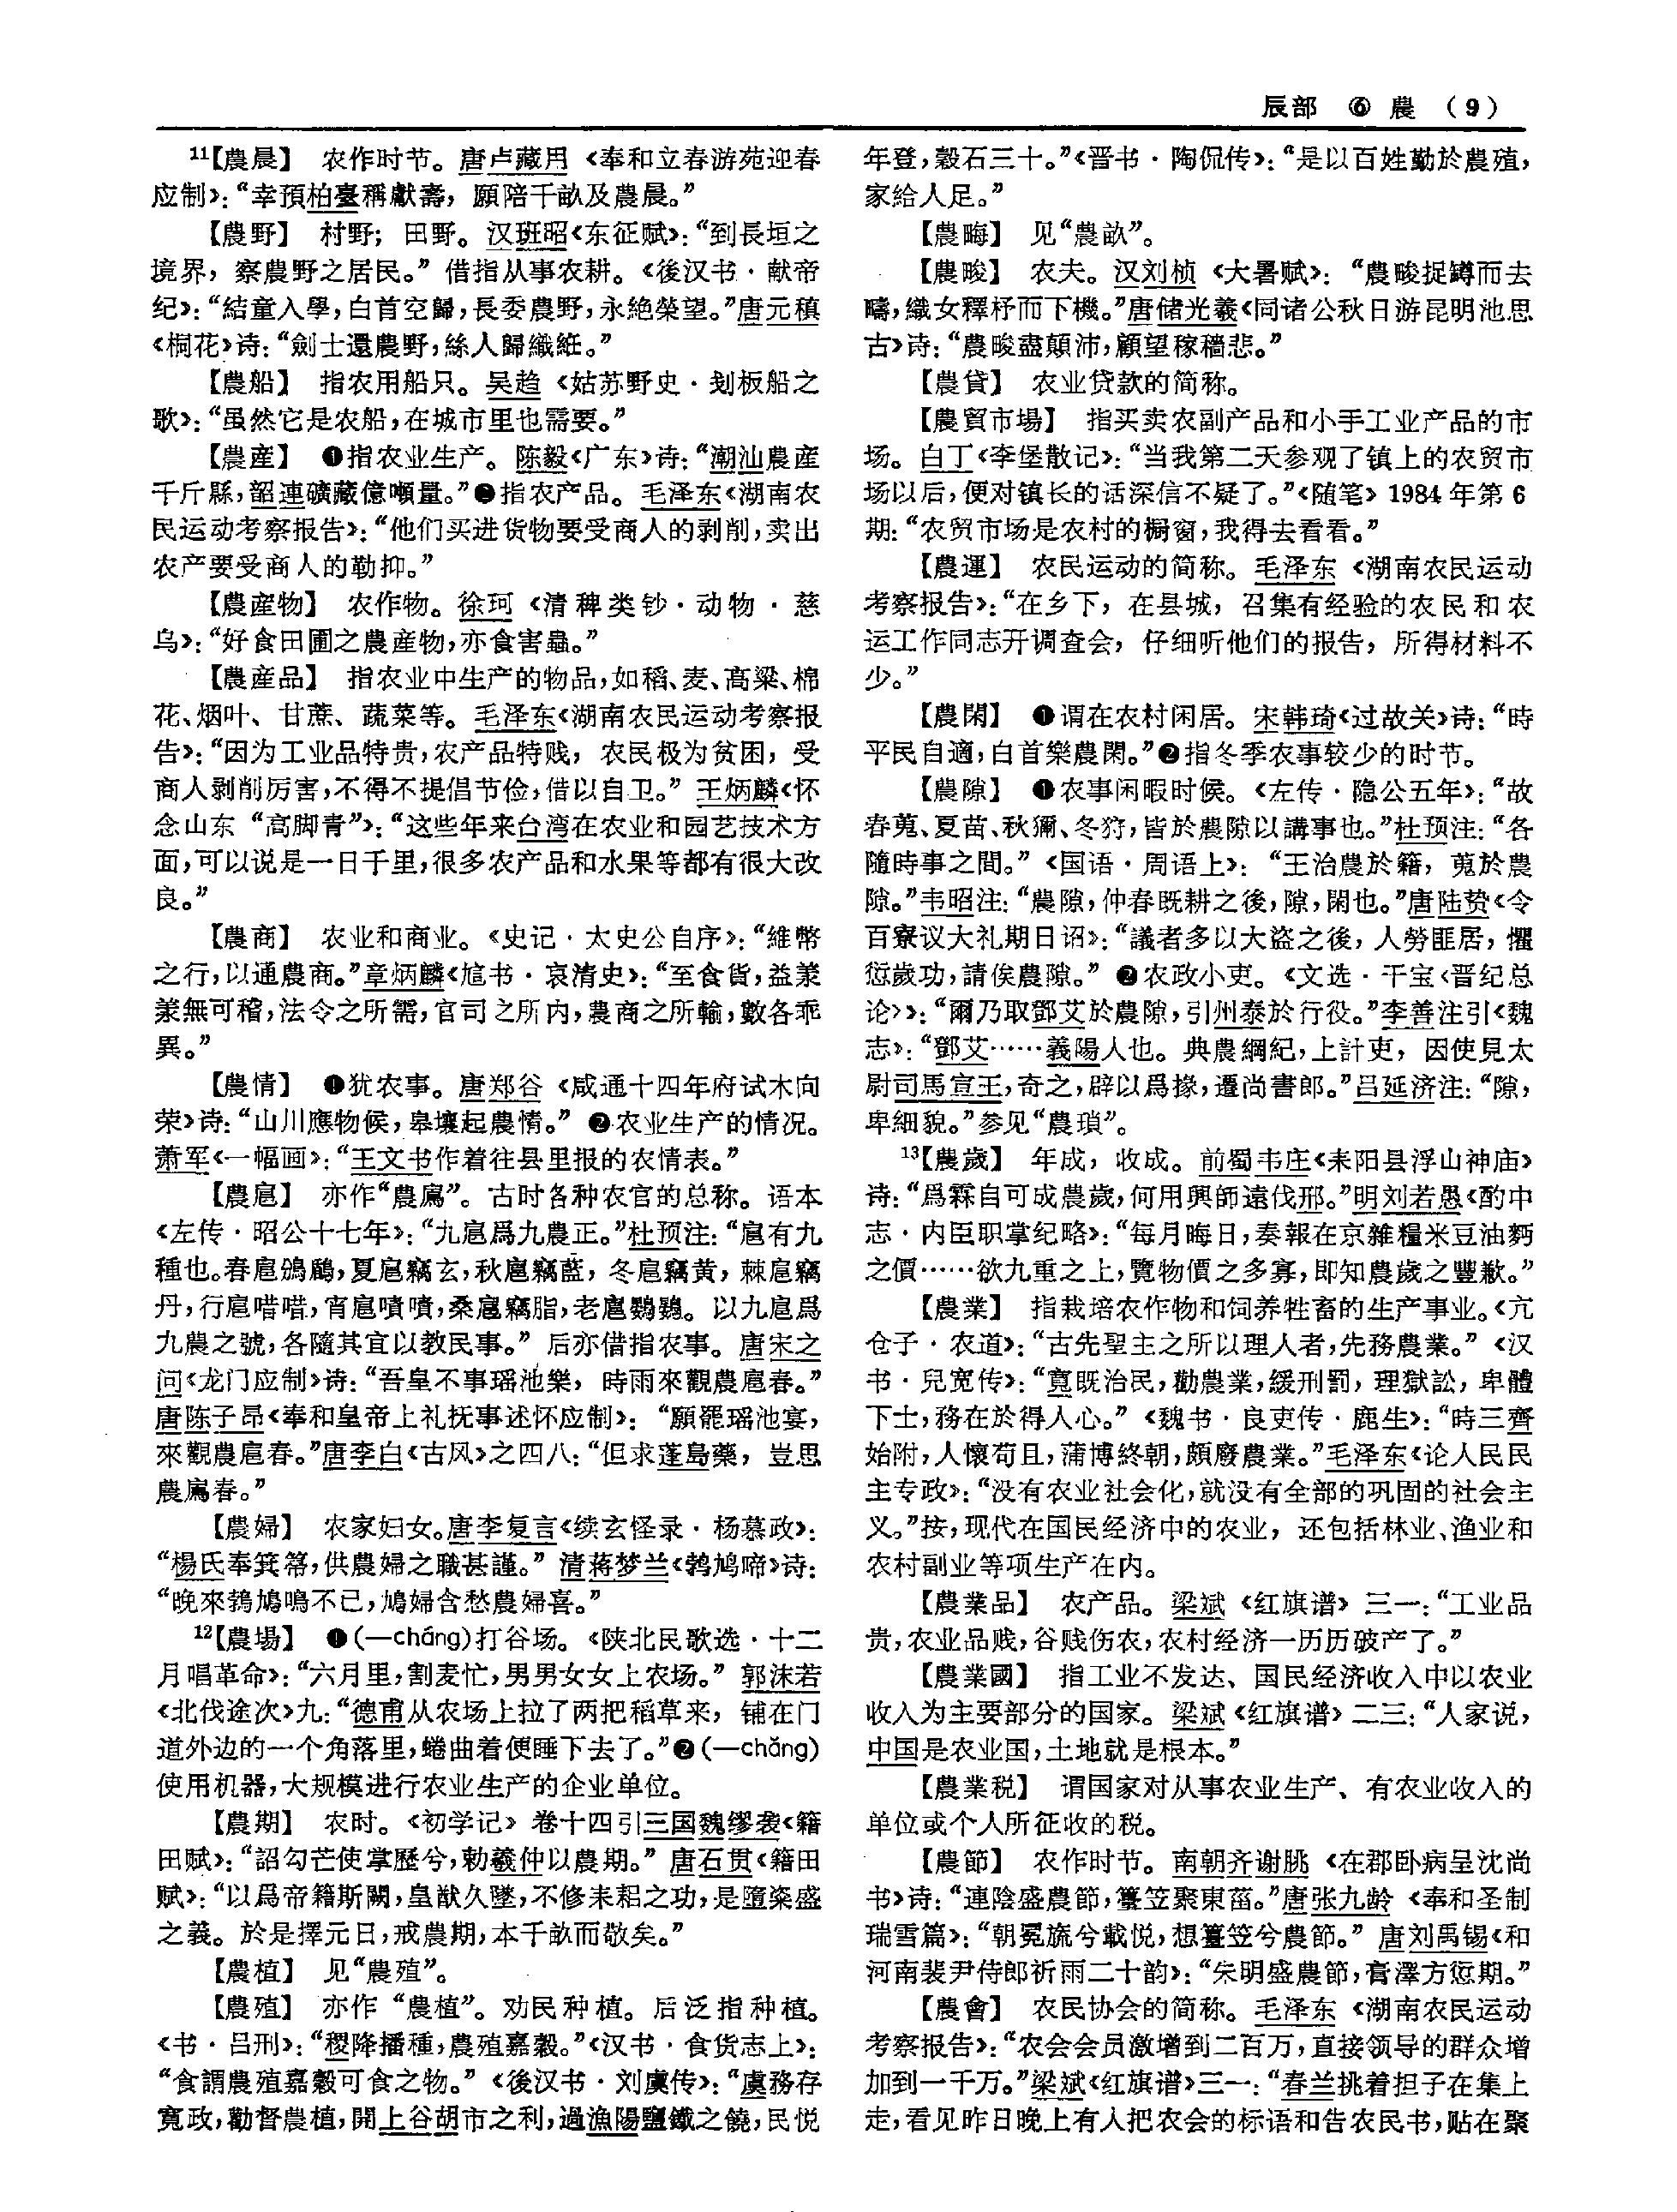 辰部 ⑥ 農 （9）
¹¹【農晨】 农作时节。唐卢藏用《奉和立春游苑迎春
应制》：“幸預柏臺稱獻壽，願陪千畝及農晨。”
【農野】 村野；田野。汉班昭《东征赋》：“到長垣之
境界，察農野之居民。”借指从事农耕。《後汉书·献帝
纪》：“結童入學，白首空歸，長委農野，永絶榮望。”唐元稹
《桐花》诗：“劍士還農野，絲人歸織紝。”
【農船】 指农用船只。吴趋《姑苏野史·划板船之
歌》：“虽然它是农船，在城市里也需要。”
【農産】 ❶指农业生产。陈毅《广东》诗：“潮汕農産
千斤縣，韶連礦藏億噸量。”❷指农产品。毛泽东《湖南农
民运动考察报告》：“他们买进货物要受商人的剥削，卖出
农产要受商人的勒抑。”
【農産物】 农作物。徐珂《清稗类钞·动物·慈
乌》：“好食田圃之農産物，亦食害蟲。”
【農産品】 指农业中生产的物品，如稻、麦、高粱、棉
花、烟叶、甘蔗、蔬菜等。毛泽东《湖南农民运动考察报
告》：“因为工业品特贵，农产品特贱，农民极为贫困，受
商人剥削厉害，不得不提倡节俭，借以自卫。”王炳麟《怀
念山东“高脚青”》：“这些年来台湾在农业和园艺技术方
面，可以说是一日千里，很多农产品和水果等都有很大改
良。”
【農商】 农业和商业。《史记·太史公自序》：“維幣
之行，以通農商。”章炳麟《訄书·哀清史》：“至食貨，益羕
羕無可稽，法令之所需，官司之所内，農商之所輸，數各乖
異。”
【農情】 ❶犹农事。唐郑谷《咸通十四年府试木向
荣》诗：“山川應物候，皋壤起農情。”❷农业生产的情况。
萧军《一幅画》：“王文书作着往县里报的农情表。”
【農扈】 亦作“農鳸”。古时各种农官的总称。语本
《左传·昭公十七年》：“九扈爲九農正。”杜预注：“扈有九
種也。春扈鳻鶥，夏扈竊玄，秋扈竊藍，冬扈竊黄，棘扈竊
丹，行扈唶唶，宵扈嘖嘖，桑扈竊脂，老扈鷃鷃。以九扈爲
九農之號，各隨其宜以教民事。”后亦借指农事。唐宋之
问《龙门应制》诗：“吾皇不事瑶池樂，時雨來觀農扈春。”
唐陈子昂《奉和皇帝上礼抚事述怀应制》：“願罷瑶池宴，
來觀農扈春。”唐李白《古风》之四八：“但求蓬島藥，豈思
農鳸春。”
【農婦】 农家妇女。唐李复言《续玄怪录·杨慕政》：
“楊氏奉箕箒，供農婦之職甚謹。”清蒋梦兰《鹁鸠啼》诗：
“晚來鵓鳩鳴不已，鳩婦含愁農婦喜。”
¹²【農場】 ❶（—cháng）打谷场。《陕北民歌选·十二
月唱革命》：“六月里，割麦忙，男男女女上农场。”郭沫若
《北伐途次》九：“德甫从农场上拉了两把稻草来，铺在门
道外边的一个角落里，蜷曲着便睡下去了。”❷（—chǎng）
使用机器，大规模进行农业生产的企业单位。
【農期】 农时。《初学记》卷十四引三国魏缪袭《籍
田赋》：“詔勾芒使掌歷兮，勅羲仲以農期。”唐石贯《籍田
赋》：“以爲帝籍斯闕，皇猷久墜，不修耒耜之功，是墮粢盛
之義。於是擇元日，戒農期，本千畝而敬矣。”
【農植】 见“農殖”。
【農殖】 亦作“農植”。劝民种植。后泛指种植。
《书·吕刑》：“稷降播種，農殖嘉穀。”《汉书·食货志上》：
“食謂農殖嘉穀可食之物。”《後汉书·刘虞传》：“虞務存
寬政，勸督農植，開上谷胡市之利，通漁陽鹽鐵之饒，民悦
年登，穀石三十。”《晋书·陶侃传》：“是以百姓勤於農殖，
家給人足。”
【農畮】 见“農畝”。
【農畯】 农夫。汉刘桢《大暑赋》：“農畯捉鏄而去
疇，織女釋杼而下機。”唐储光羲《同诸公秋日游昆明池思
古》诗：“農畯盡顛沛，顧望稼穡悲。”
【農貸】 农业贷款的简称。
【農貿市場】 指买卖农副产品和小手工业产品的市
场。白丁《李堡散记》：“当我第二天参观了镇上的农贸市
场以后，便对镇长的话深信不疑了。”《随笔》1984年第6
期：“农贸市场是农村的橱窗，我得去看看。”
【農運】 农民运动的简称。毛泽东《湖南农民运动
考察报告》：“在乡下，在县城，召集有经验的农民和农
运工作同志开调查会，仔细听他们的报告，所得材料不
少。”
【農閑】 ❶谓在农村闲居。宋韩琦《过故关》诗：“時
平民自適，白首樂農閑。”❷指冬季农事较少的时节。
【農隙】 ❶农事闲暇时候。《左传·隐公五年》：“故
春蒐、夏苗、秋獮、冬狩，皆於農隙以講事也。”杜预注：“各
隨時事之間。”《国语·周语上》：“王治農於籍，蒐於農
隙。”韦昭注：“農隙，仲春既耕之後，隙，閑也。”唐陆贽《令
百寮议大礼期日诏》：“議者多以大盜之後，人勞匪居，懼
愆歲功，請俟農隙。”❷农政小吏。《文选·干宝〈晋纪总
论〉》：“爾乃取鄧艾於農隙，引州泰於行役。”李善注引《魏
志》：“鄧艾……義陽人也。典農綱紀，上計吏，因使見太
尉司馬宣王，奇之，辟以爲掾，遷尚書郎。”吕延济注：“隙，
卑細貌。”参见“農瑣”。
¹³【農歲】 年成，收成。前蜀韦庄《耒阳县浮山神庙》
诗：“爲霖自可成農歲，何用興師遠伐邢。”明刘若愚《酌中
志·内臣职掌纪略》：“每月晦日，奏報在京雜糧米豆油麪
之價……欲九重之上，覽物價之多寡，即知農歲之豐歉。”
【農業】 指栽培农作物和饲养牲畜的生产事业。《亢
仓子·农道》：“古先聖主之所以理人者，先務農業。”《汉
书·兒宽传》：“寬既治民，勸農業，緩刑罰，理獄訟，卑體
下士，務在於得人心。”《魏书·良吏传·鹿生》：“時三齊
始附，人懷苟且，蒲博終朝，頗廢農業。”毛泽东《论人民民
主专政》：“没有农业社会化，就没有全部的巩固的社会主
义。”按，现代在国民经济中的农业，还包括林业、渔业和
农村副业等项生产在内。
【農業品】 农产品。梁斌《红旗谱》三一：“工业品
贵，农业品贱，谷贱伤农，农村经济一历历破产了。”
【農業國】 指工业不发达、国民经济收入中以农业
收入为主要部分的国家。梁斌《红旗谱》二三：“人家说，
中国是农业国，土地就是根本。”
【農業税】 谓国家对从事农业生产、有农业收入的
单位或个人所征收的税。
【農節】 农作时节。南朝齐谢朓《在郡卧病呈沈尚
书》诗：“連陰盛農節，籉笠聚東菑。”唐张九龄《奉和圣制
瑞雪篇》：“朝冕旒兮載悦，想籉笠兮農節。”唐刘禹锡《和
河南裴尹侍郎祈雨二十韵》：“朱明盛農節，膏澤方愆期。”
【農會】 农民协会的简称。毛泽东《湖南农民运动
考察报告》：“农会会员激增到二百万，直接领导的群众增
加到一千万。”梁斌《红旗谱》三一：“春兰挑着担子在集上
走，看见昨日晚上有人把农会的标语和告农民书，贴在聚